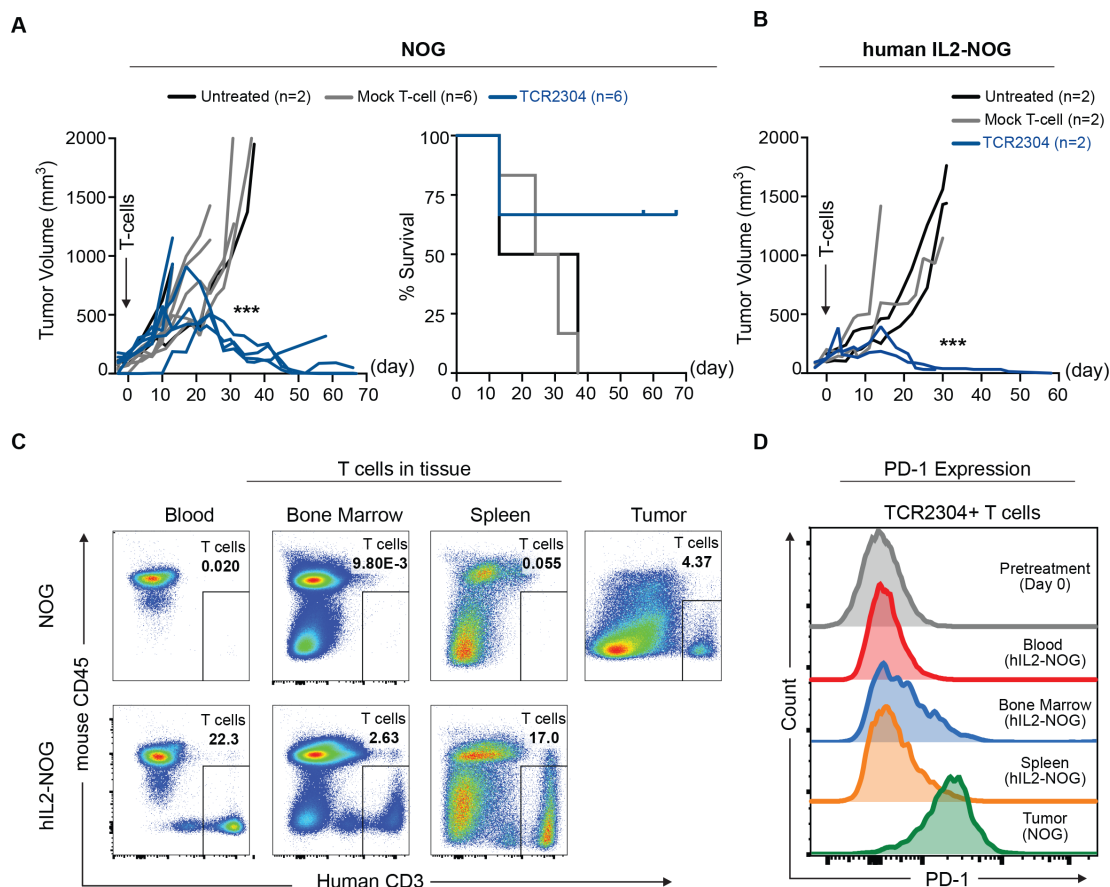 A
NOG
Untreated (n=2) Mock T-cell (n=6) TCR2304 (n=6)
Tumor Volume (mm³)
2000
1500
1000
500
0
T-cells
***
0 10 20 30 40 50 60 70
(day)
% Survival
100
75
50
25
0
0 10 20 30 40 50 60 70
(day)
B
human IL2-NOG
Untreated (n=2)
Mock T-cell (n=2)
TCR2304 (n=2)
Tumor Volume (mm³)
2000
1500
1000
500
0
T-cells
***
0 10 20 30 40 50 60
(day)
C
T cells in tissue
Blood Bone Marrow Spleen Tumor
NOG
T cells
0.020
T cells
9.80E-3
T cells
0.055
T cells
4.37
mouse CD45
hIL2-NOG
T cells
22.3
T cells
2.63
T cells
17.0
Human CD3
D
PD-1 Expression
TCR2304+ T cells
Pretreatment
(Day 0)
Blood
(hIL2-NOG)
Bone Marrow
(hIL2-NOG)
Spleen
(hIL2-NOG)
Tumor
(NOG)
Count
PD-1